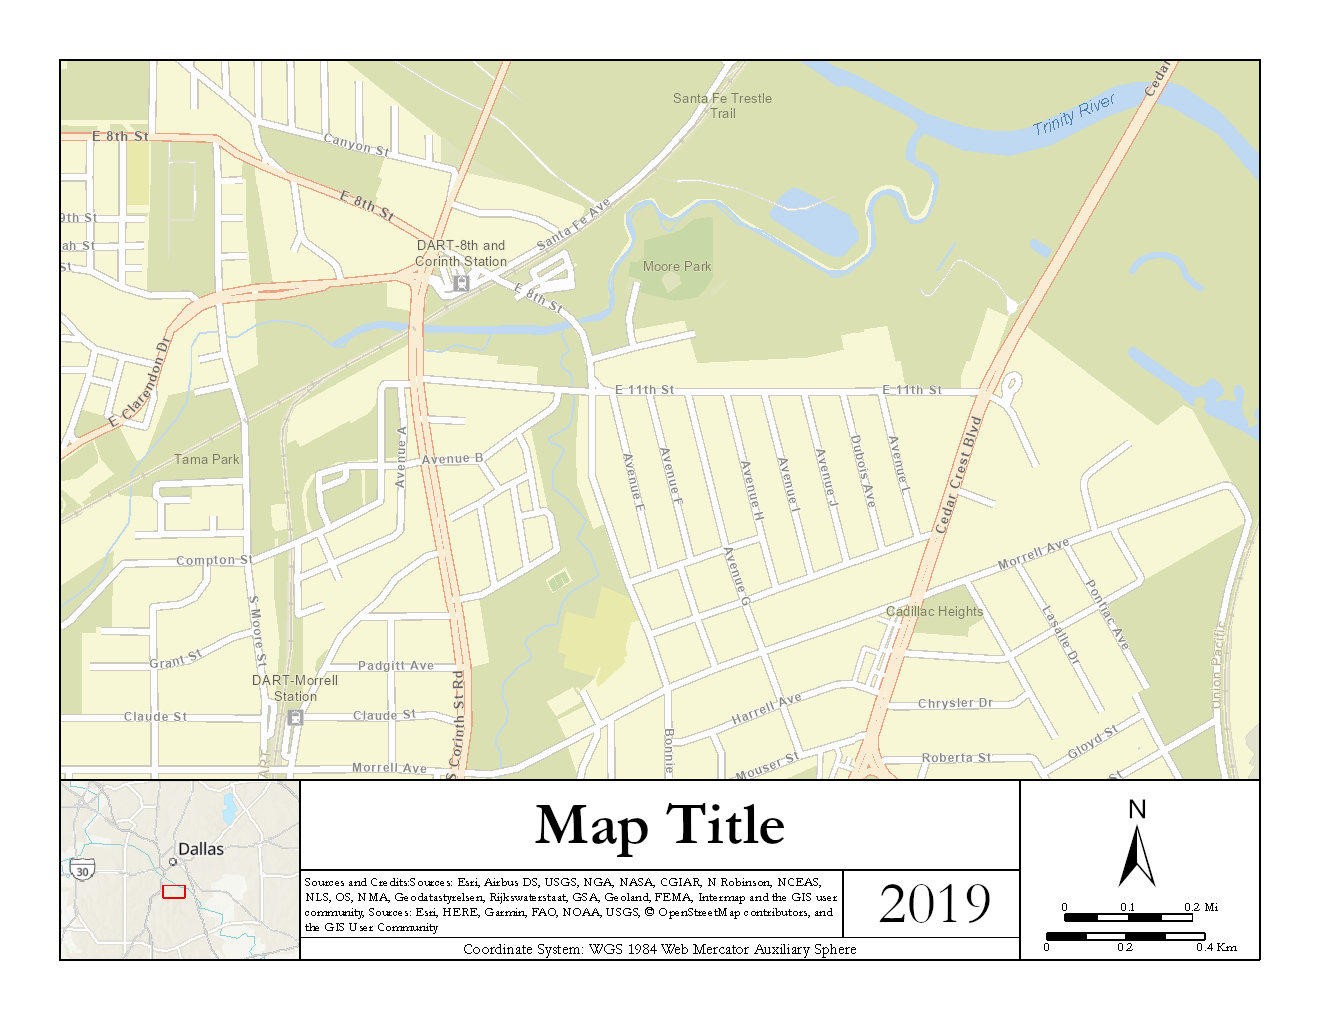 Santa Fe Trestle
Trail
Trinity River
Cedar
E 8th St
Canyon St
E 8th St
9th St
ah St
St
Santa Fe Ave
DART-8th and
Corinth Station
Moore Park
E 8th St
E Clarendon Dr
E 11th St
E 11th St
Tama Park
Avenue A
Avenue B
Avenue E
Avenue F
Avenue H
Avenue I
Avenue J
Dubois Ave
Avenue L
Cedar Crest Blvd
Compton St
Avenue G
Morrell Ave
Cadillac Heights
Pontiac Ave
Lasalle Dr
S Moore St
Grant St
Padgitt Ave
DART-Morrell
Station
Union Pacific
Claude St
Claude St
S Corinth St Rd
Harrell Ave
Chrysler Dr
Bonnie
Gloyd St
Roberta St
Mouser St
St
Morrell Ave
DART
Dallas
30
Map Title
Sources and Credits:Sources: Esri, Airbus DS, USGS, NGA, NASA, CGIAR, N Robinson, NCEAS,
NLS, OS, NMA, Geodatastyrelsen, Rijkswaterstaat, GSA, Geoland, FEMA, Intermap and the GIS user
community, Sources: Esri, HERE, Garmin, FAO, NOAA, USGS, © OpenStreetMap contributors, and
the GIS User Community
2019
Coordinate System: WGS 1984 Web Mercator Auxiliary Sphere
N
0 0.1 0.2 Mi
0 0.2 0.4 Km